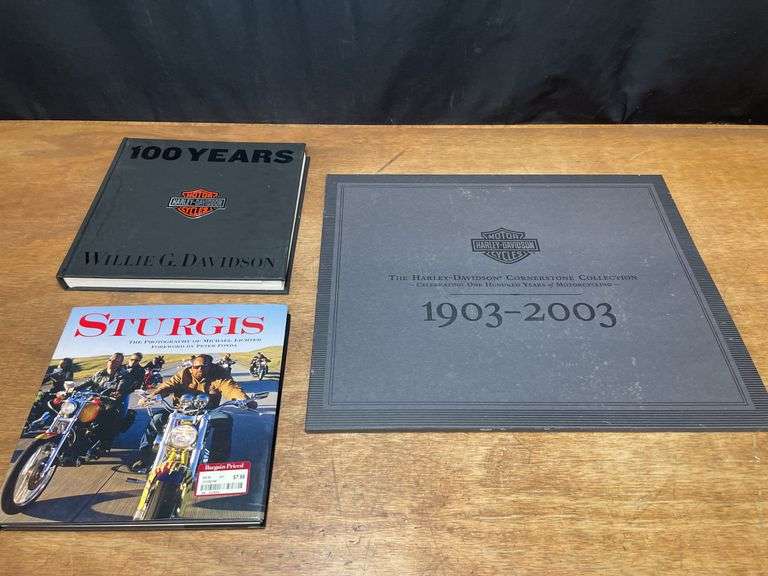 100 YEARS
MOTOR
HARLEY-DAVIDSON
CYCLES
WILLIE G. DAVIDSON
MOTOR
HARLEY-DAVIDSON
CYCLES
THE HARLEY-DAVIDSON® CORNERSTONE COLLECTION
- CELEBRATING ONE HUNDRED YEARS of MOTORCYCLING -
1903-2003
STURGIS
THE PHOTOGRAPHY OF MICHAEL LICHTER
FOREWORD BY PETER FONDA
Bargain Priced
$7.98